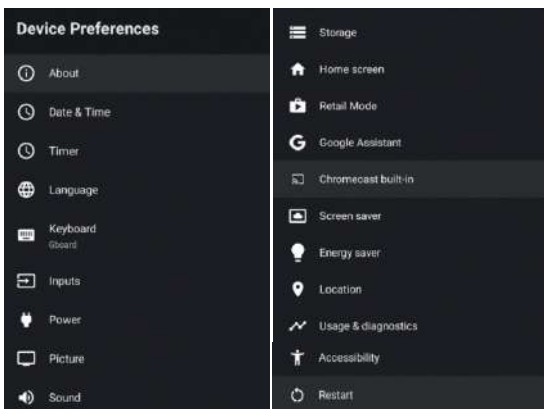 Device Preferences
About
Date & Time
Timer
Language
Keyboard
Gboard
Inputs
Power
Picture
Sound
Storage
Home screen
Retail Mode
Google Assistant
Chromecast built-in
Screen saver
Energy saver
Location
Usage & diagnostics
Accessibility
Restart